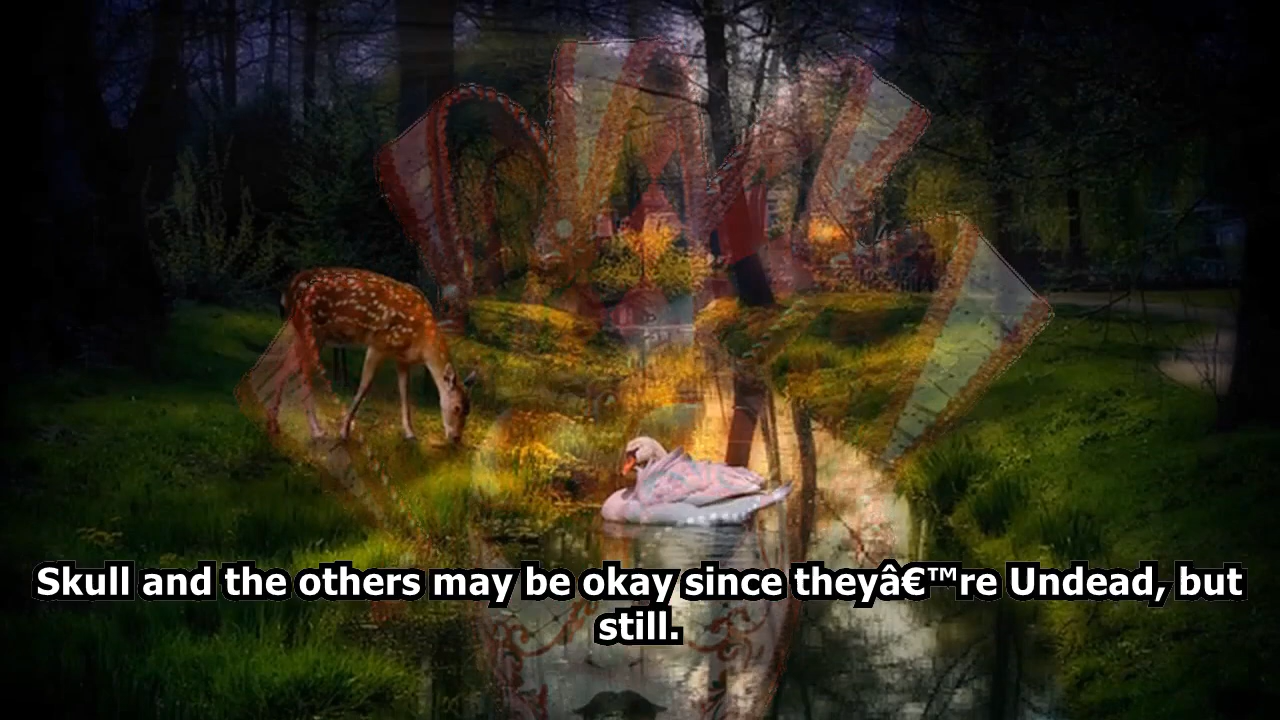 Skull and the others may be okay since theyâ€™re Undead, but
still.